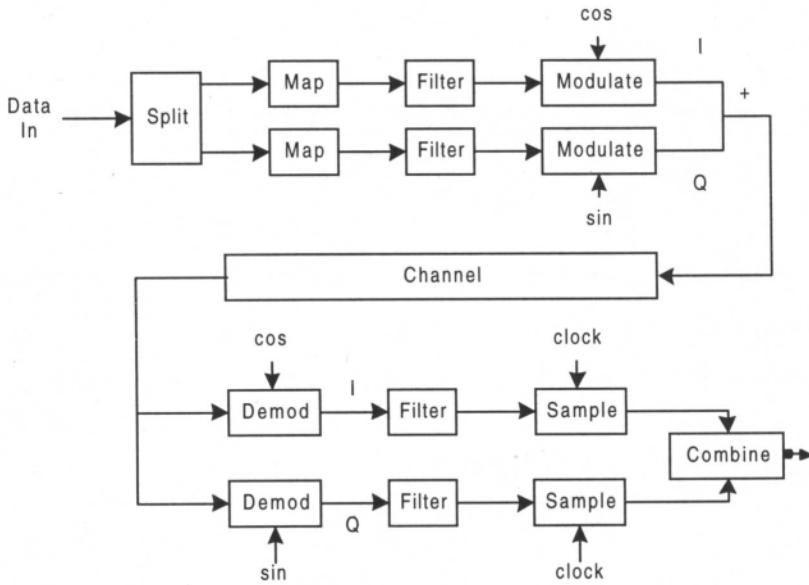 cos
I
Map
Filter
Modulate
+
Data
In
Split
Map
Filter
Modulate
Q
sin
Channel
cos
clock
I
Demod
Filter
Sample
Combine
Demod
Filter
Sample
Q
sin
clock